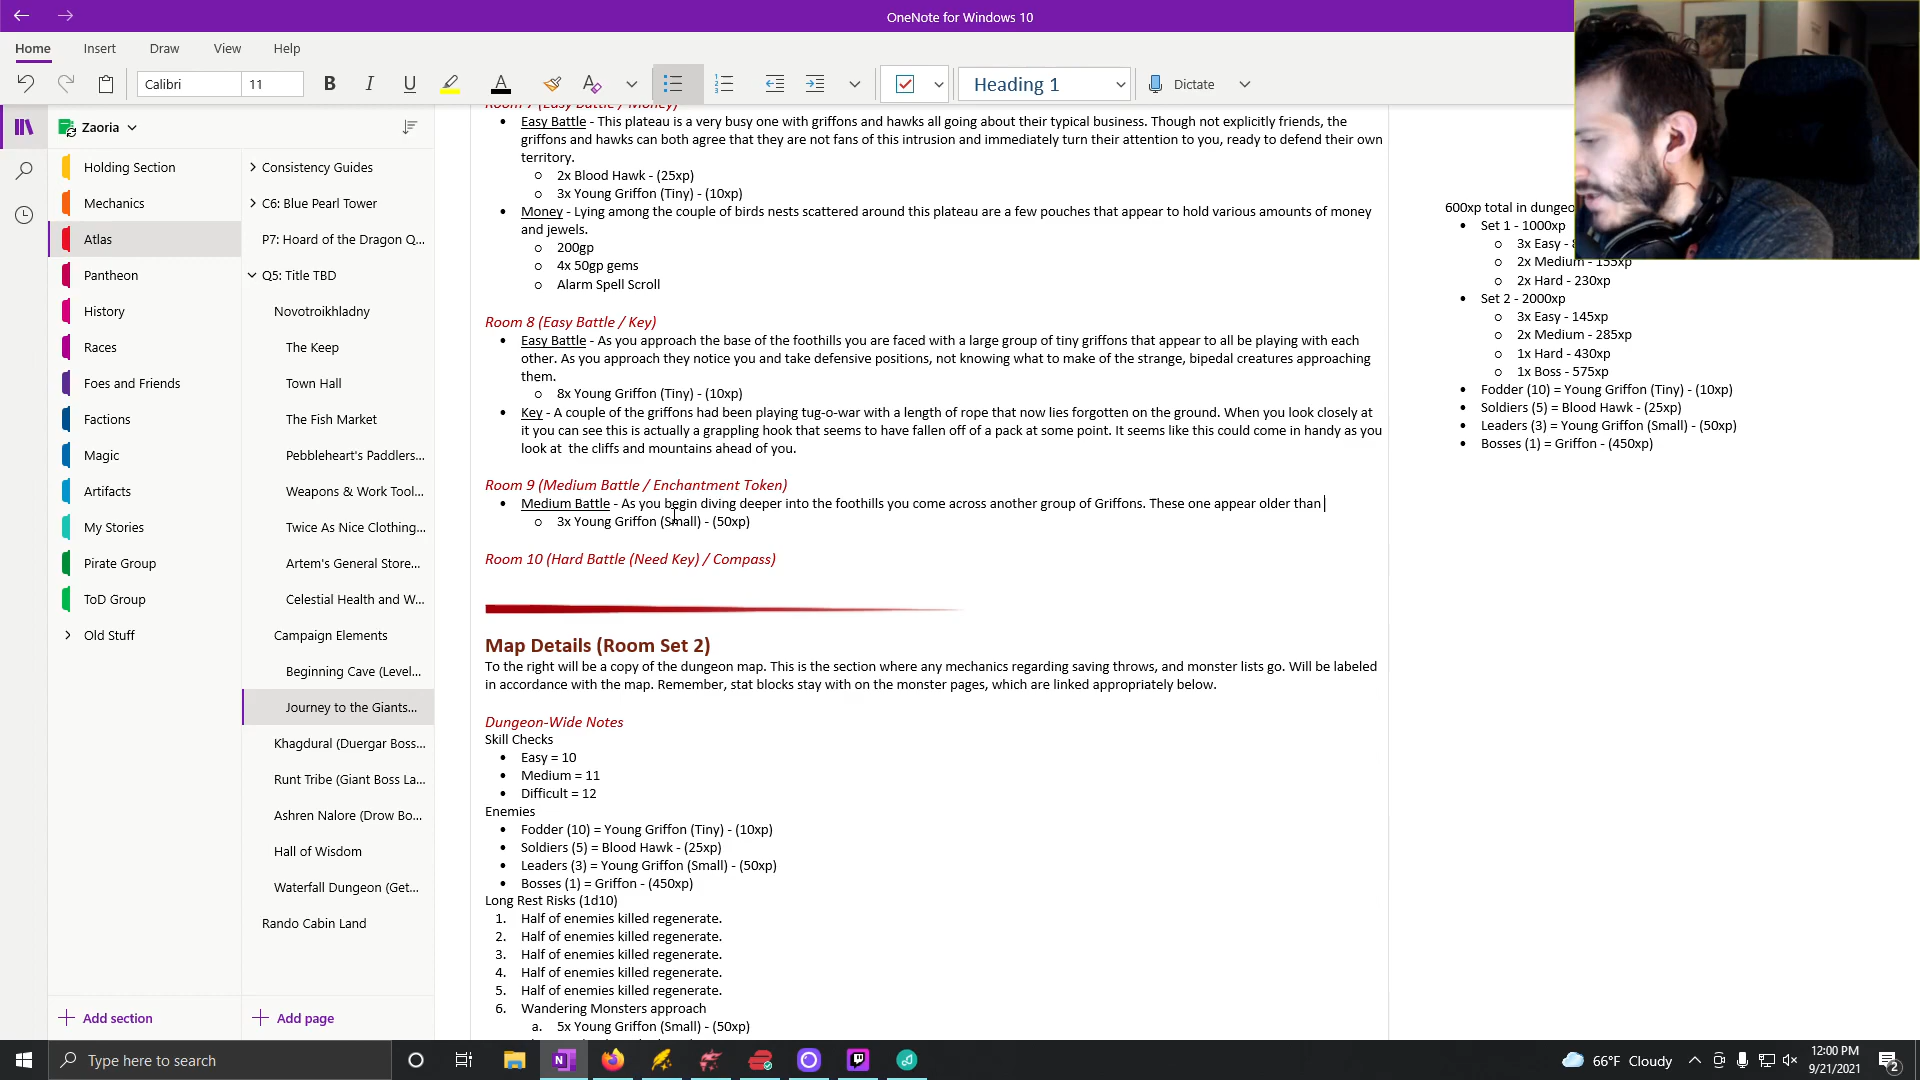 OneNote for Windows 10
Home
Insert
Draw
View
Help
Calibri
11
B
I
U
A
A
Heading 1
Dictate
Zaoria
Holding Section
Mechanics
Atlas
Pantheon
History
Races
Foes and Friends
Factions
Magic
Artifacts
My Stories
Pirate Group
ToD Group
Old Stuff
Add section
Consistency Guides
C6: Blue Pearl Tower
P7: Hoard of the Dragon Q...
Q5: Title TBD
Novotroikhladny
The Keep
Town Hall
The Fish Market
Pebbleheart's Paddlers...
Weapons & Work Tool...
Twice As Nice Clothing...
Artem's General Store...
Celestial Health and W...
Campaign Elements
Beginning Cave (Level...
Journey to the Giants...
Khagdural (Duergar Boss...
Runt Tribe (Giant Boss La...
Ashren Nalore (Drow Bo...
Hall of Wisdom
Waterfall Dungeon (Get...
Rando Cabin Land
Add page
Room 7 (Easy Battle / Money)
• Easy Battle - This plateau is a very busy one with griffons and hawks all going about their typical business. Though not explicitly friends, the
griffons and hawks can both agree that they are not fans of this intrusion and immediately turn their attention to you, ready to defend their own
territory.
o 2x Blood Hawk - (25xp)
o 3x Young Griffon (Tiny) - (10xp)
• Money - Lying among the couple of birds nests scattered around this plateau are a few pouches that appear to hold various amounts of money
and jewels.
o 200gp
o 4x 50gp gems
o Alarm Spell Scroll
Room 8 (Easy Battle / Key)
• Easy Battle - As you approach the base of the foothills you are faced with a large group of tiny griffons that appear to all be playing with each
other. As you approach they notice you and take defensive positions, not knowing what to make of the strange, bipedal creatures approaching
them.
o 8x Young Griffon (Tiny) - (10xp)
• Key - A couple of the griffons had been playing tug-o-war with a length of rope that now lies forgotten on the ground. When you look closely at
it you can see this is actually a grappling hook that seems to have fallen off of a pack at some point. It seems like this could come in handy as you
look at the cliffs and mountains ahead of you.
Room 9 (Medium Battle / Enchantment Token)
• Medium Battle - As you begin diving deeper into the foothills you come across another group of Griffons. These one appear older than
o 3x Young Griffon (Small) - (50xp)
Room 10 (Hard Battle (Need Key) / Compass)
Map Details (Room Set 2)
To the right will be a copy of the dungeon map. This is the section where any mechanics regarding saving throws, and monster lists go. Will be labeled
in accordance with the map. Remember, stat blocks stay with on the monster pages, which are linked appropriately below.
Dungeon-Wide Notes
Skill Checks
• Easy = 10
• Medium = 11
• Difficult = 12
Enemies
• Fodder (10) = Young Griffon (Tiny) - (10xp)
• Soldiers (5) = Blood Hawk - (25xp)
• Leaders (3) = Young Griffon (Small) - (50xp)
• Bosses (1) = Griffon - (450xp)
Long Rest Risks (1d10)
1. Half of enemies killed regenerate.
2. Half of enemies killed regenerate.
3. Half of enemies killed regenerate.
4. Half of enemies killed regenerate.
5. Half of enemies killed regenerate.
6. Wandering Monsters approach
a. 5x Young Griffon (Small) - (50xp)
600xp total in dungeo
• Set 1 - 1000xp
o 3x Easy -
o 2x Medium - 155xp
o 2x Hard - 230xp
• Set 2 - 2000xp
o 3x Easy - 145xp
o 2x Medium - 285xp
o 1x Hard - 430xp
o 1x Boss - 575xp
• Fodder (10) = Young Griffon (Tiny) - (10xp)
• Soldiers (5) = Blood Hawk - (25xp)
• Leaders (3) = Young Griffon (Small) - (50xp)
• Bosses (1) = Griffon - (450xp)
Type here to search
66°F Cloudy
12:00 PM
9/21/2021
2